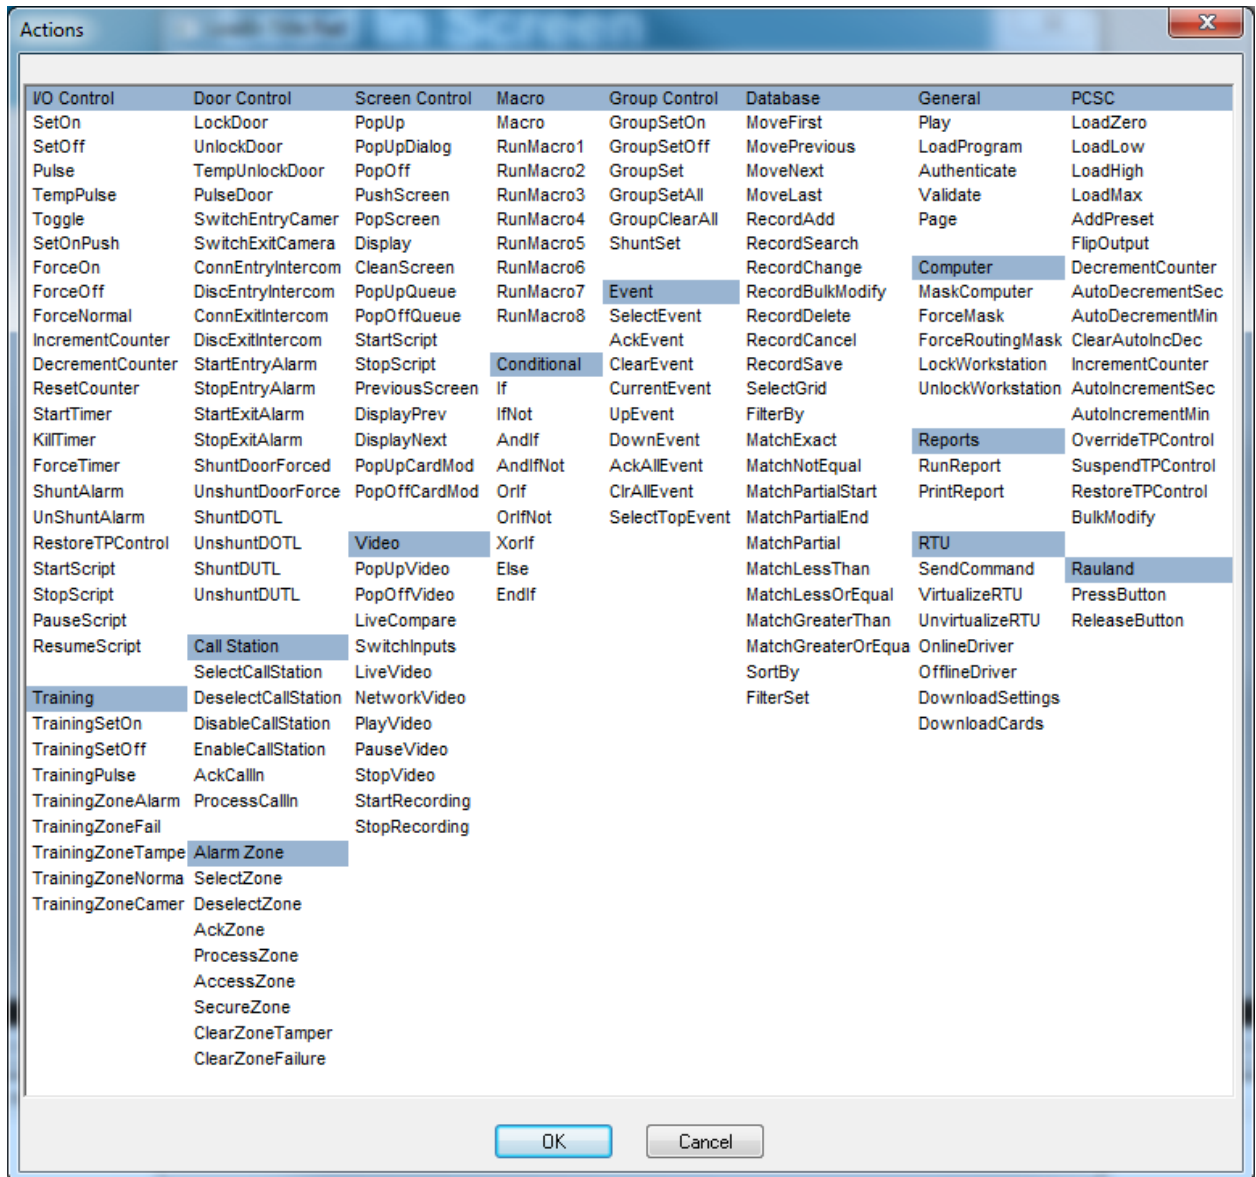 Actions
I/O Control
SetOn
SetOff
Pulse
TempPulse
Toggle
SetOnPush
ForceOn
ForceOff
ForceNormal
IncrementCounter
DecrementCounter
ResetCounter
StartTimer
KillTimer
ForceTimer
ShuntAlarm
UnShuntAlarm
RestoreTPControl
StartScript
StopScript
PauseScript
ResumeScript
Training
TrainingSetOn
TrainingSetOff
TrainingPulse
TrainingZoneAlarm
TrainingZoneFail
TrainingZoneTampe
TrainingZoneNorma
TrainingZoneCamer
Door Control
LockDoor
UnlockDoor
TempUnlockDoor
PulseDoor
SwitchEntryCamer
SwitchExitCamera
ConnEntryIntercom
DiscEntryIntercom
ConnExitIntercom
DiscExitIntercom
StartEntryAlarm
StopEntryAlarm
StartExitAlarm
StopExitAlarm
ShuntDoorForced
UnshuntDoorForce
ShuntDOTL
UnshuntDOTL
ShuntDUTL
UnshuntDUTL
Call Station
SelectCallStation
DeselectCallStation
DisableCallStation
EnableCallStation
AckCallIn
ProcessCallIn
Alarm Zone
SelectZone
DeselectZone
AckZone
ProcessZone
AccessZone
SecureZone
ClearZoneTamper
ClearZoneFailure
Screen Control
PopUp
PopUpDialog
PopOff
PushScreen
PopScreen
Display
CleanScreen
PopUpQueue
PopOffQueue
StartScript
StopScript
PreviousScreen
DisplayPrev
DisplayNext
PopUpCardMod
PopOffCardMod
Video
PopUpVideo
PopOffVideo
LiveCompare
SwitchInputs
LiveVideo
NetworkVideo
PlayVideo
PauseVideo
StopVideo
StartRecording
StopRecording
Macro
Macro
RunMacro1
RunMacro2
RunMacro3
RunMacro4
RunMacro5
RunMacro6
RunMacro7
RunMacro8
Conditional
If
IfNot
AndIf
AndIfNot
OrIf
OrIfNot
XorIf
Else
EndIf
Group Control
GroupSetOn
GroupSetOff
GroupSet
GroupSetAll
GroupClearAll
ShuntSet
Event
SelectEvent
AckEvent
ClearEvent
CurrentEvent
UpEvent
DownEvent
AckAllEvent
ClrAllEvent
SelectTopEvent
Database
MoveFirst
MovePrevious
MoveNext
MoveLast
RecordAdd
RecordSearch
RecordChange
RecordBulkModify
RecordDelete
RecordCancel
RecordSave
SelectGrid
FilterBy
MatchExact
MatchNotEqual
MatchPartialStart
MatchPartialEnd
MatchPartial
MatchLessThan
MatchLessOrEqual
MatchGreaterThan
MatchGreaterOrEqua
SortBy
FilterSet
General
Play
LoadProgram
Authenticate
Validate
Page
Computer
MaskComputer
ForceMask
ForceRoutingMask
LockWorkstation
UnlockWorkstation
Reports
RunReport
PrintReport
RTU
SendCommand
VirtualizeRTU
UnvirtualizeRTU
OnlineDriver
OfflineDriver
DownloadSettings
DownloadCards
PCSC
LoadZero
LoadLow
LoadHigh
LoadMax
AddPreset
FlipOutput
DecrementCounter
AutoDecrementSec
AutoDecrementMin
ClearAutoIncDec
IncrementCounter
AutoIncrementSec
AutoIncrementMin
OverrideTPControl
SuspendTPControl
RestoreTPControl
BulkModify
Rauland
PressButton
ReleaseButton
OK
Cancel